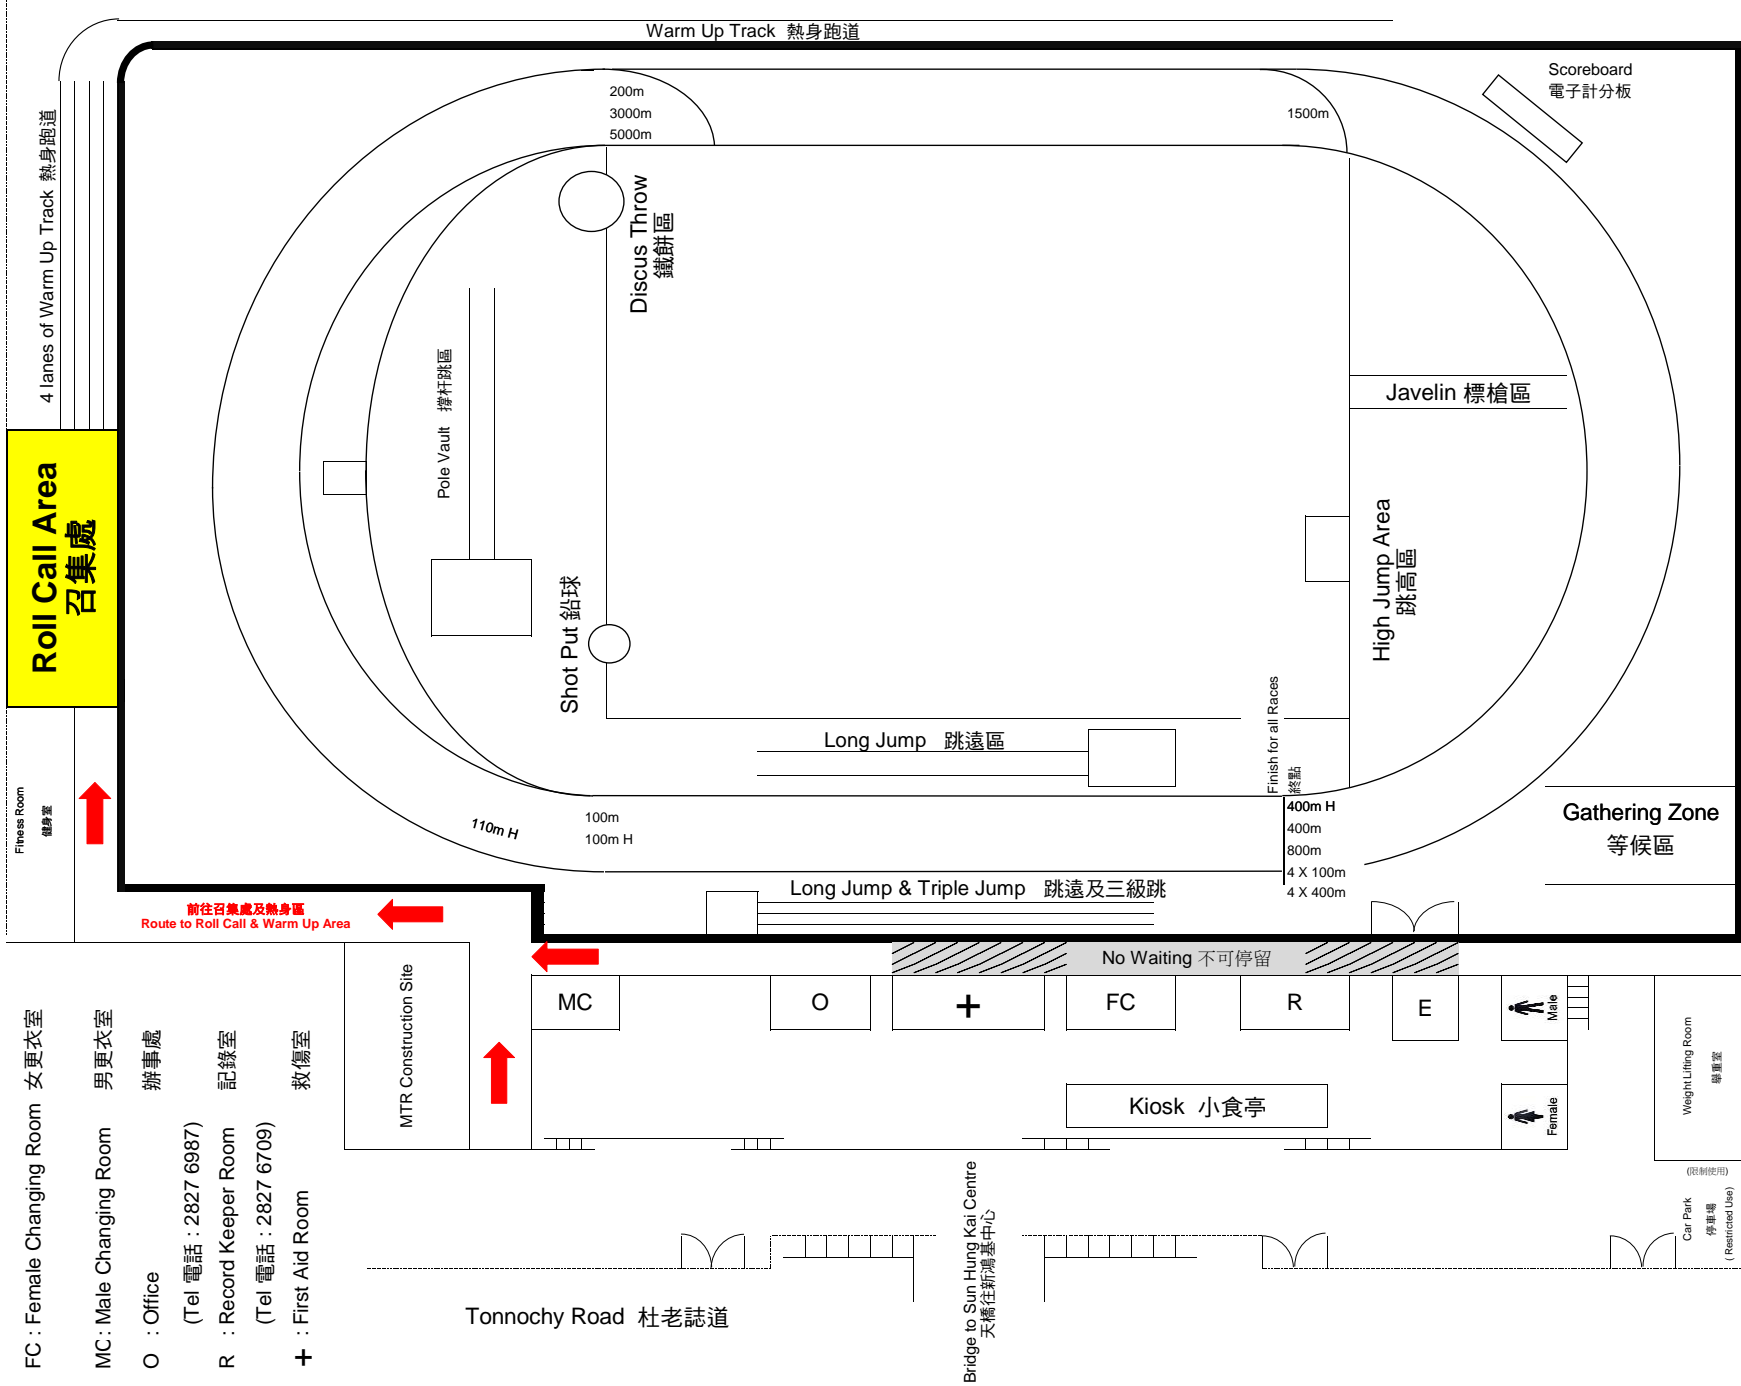 Warm Up Track 熱身跑道
Scoreboard
電子計分板
200m
3000m
5000m
1500m
4 lanes of Warm Up Track 熱身跑道
Discus Throw
鐵餅區
Pole Vault 撐杆跳區
Javelin 標槍區
Roll Call Area
召集處
High Jump Area
跳高區
Shot Put 鉛球
Long Jump 跳遠區
Finish for all Races
終點
Fitness Room
健身室
110m H
100m
100m H
400m H
400m
800m
4 X 100m
4 X 400m
Gathering Zone
等候區
Long Jump & Triple Jump 跳遠及三級跳
前往召集處及熱身區
Route to Roll Call & Warm Up Area
No Waiting 不可停留
MTR Construction Site
MC
O
+
FC
R
E
Male
Female
Kiosk 小食亭
Weight Lifting Room
舉重室
(限制使用)
Car Park
停車場
( Restricted Use)
Bridge to Sun Hung Kai Centre
天橋往新鴻基中心
Tonnochy Road 杜老誌道
FC : Female Changing Room 女更衣室
MC : Male Changing Room 男更衣室
O : Office 辦事處
(Tel 電話 : 2827 6987)
R : Record Keeper Room 記錄室
(Tel 電話 : 2827 6709)
+ : First Aid Room 救傷室